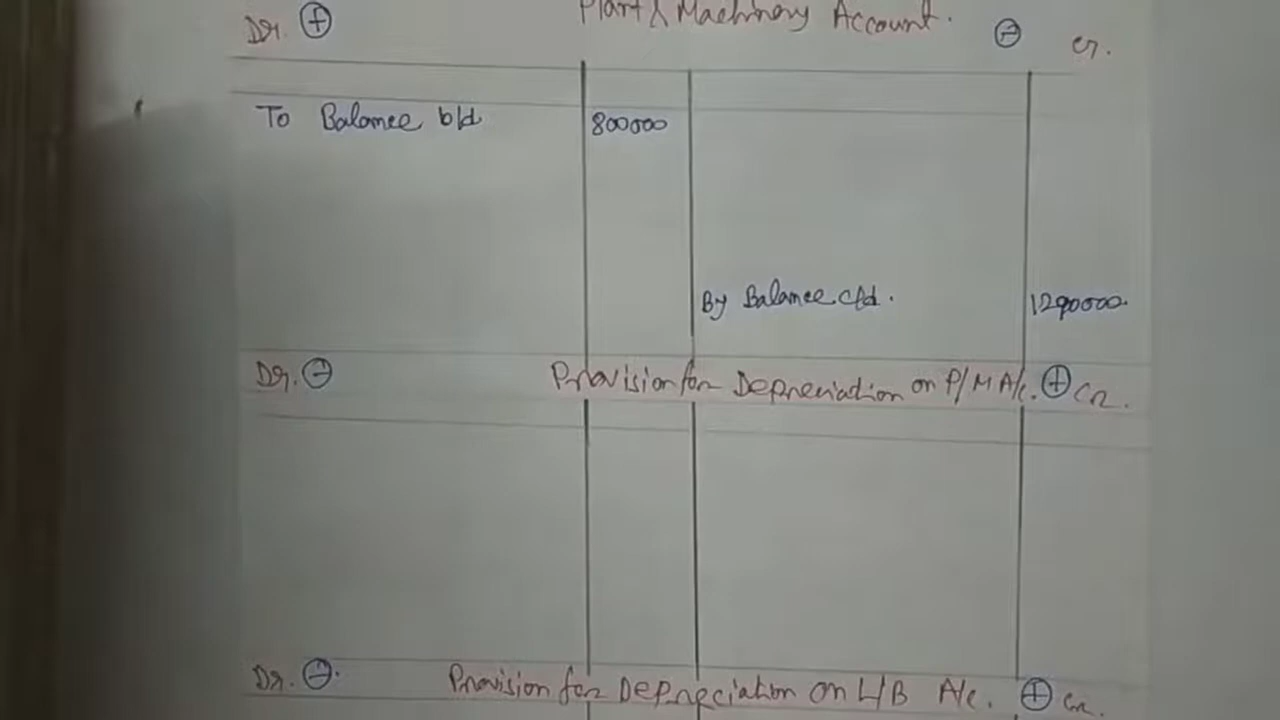 Plant & Machinery Account.
Dr. + - Cr.
To Balance b/d 800000
By Balance c/d. 1290000
Dr. - Provision for Depreciation on P/M A/c. + Cr.
Dr. - Provision for Depreciation on L/B A/c. + Cr.